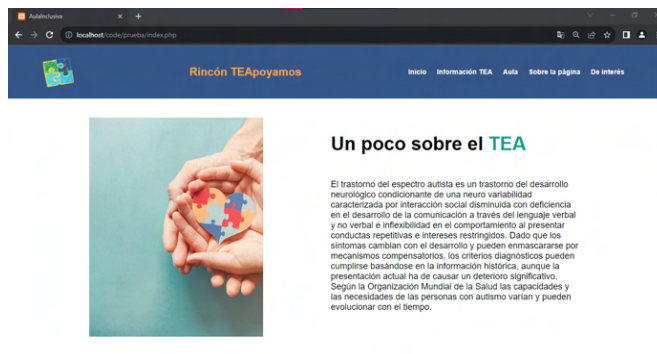 AulaInclusiva
localhost/code/prueba/index.php
Rincón TEApoyamos
Inicio Información TEA Aula Sobre la página De interés
Un poco sobre el TEA
El trastorno del espectro autista es un trastorno del desarrollo
neurológico condicionante de una neuro variabilidad
caracterizada por interacción social disminuida con deficiencia
en el desarrollo de la comunicación a través del lenguaje verbal
y no verbal e inflexibilidad en el comportamiento al presentar
conductas repetitivas e intereses restringidos. Dado que los
síntomas cambian con el desarrollo y pueden enmascararse por
mecanismos compensatorios, los criterios diagnósticos pueden
cumplirse basándose en la información histórica, aunque la
presentación actual ha de causar un deterioro significativo.
Según la Organización Mundial de la Salud las capacidades y
las necesidades de las personas con autismo varían y pueden
evolucionar con el tiempo.